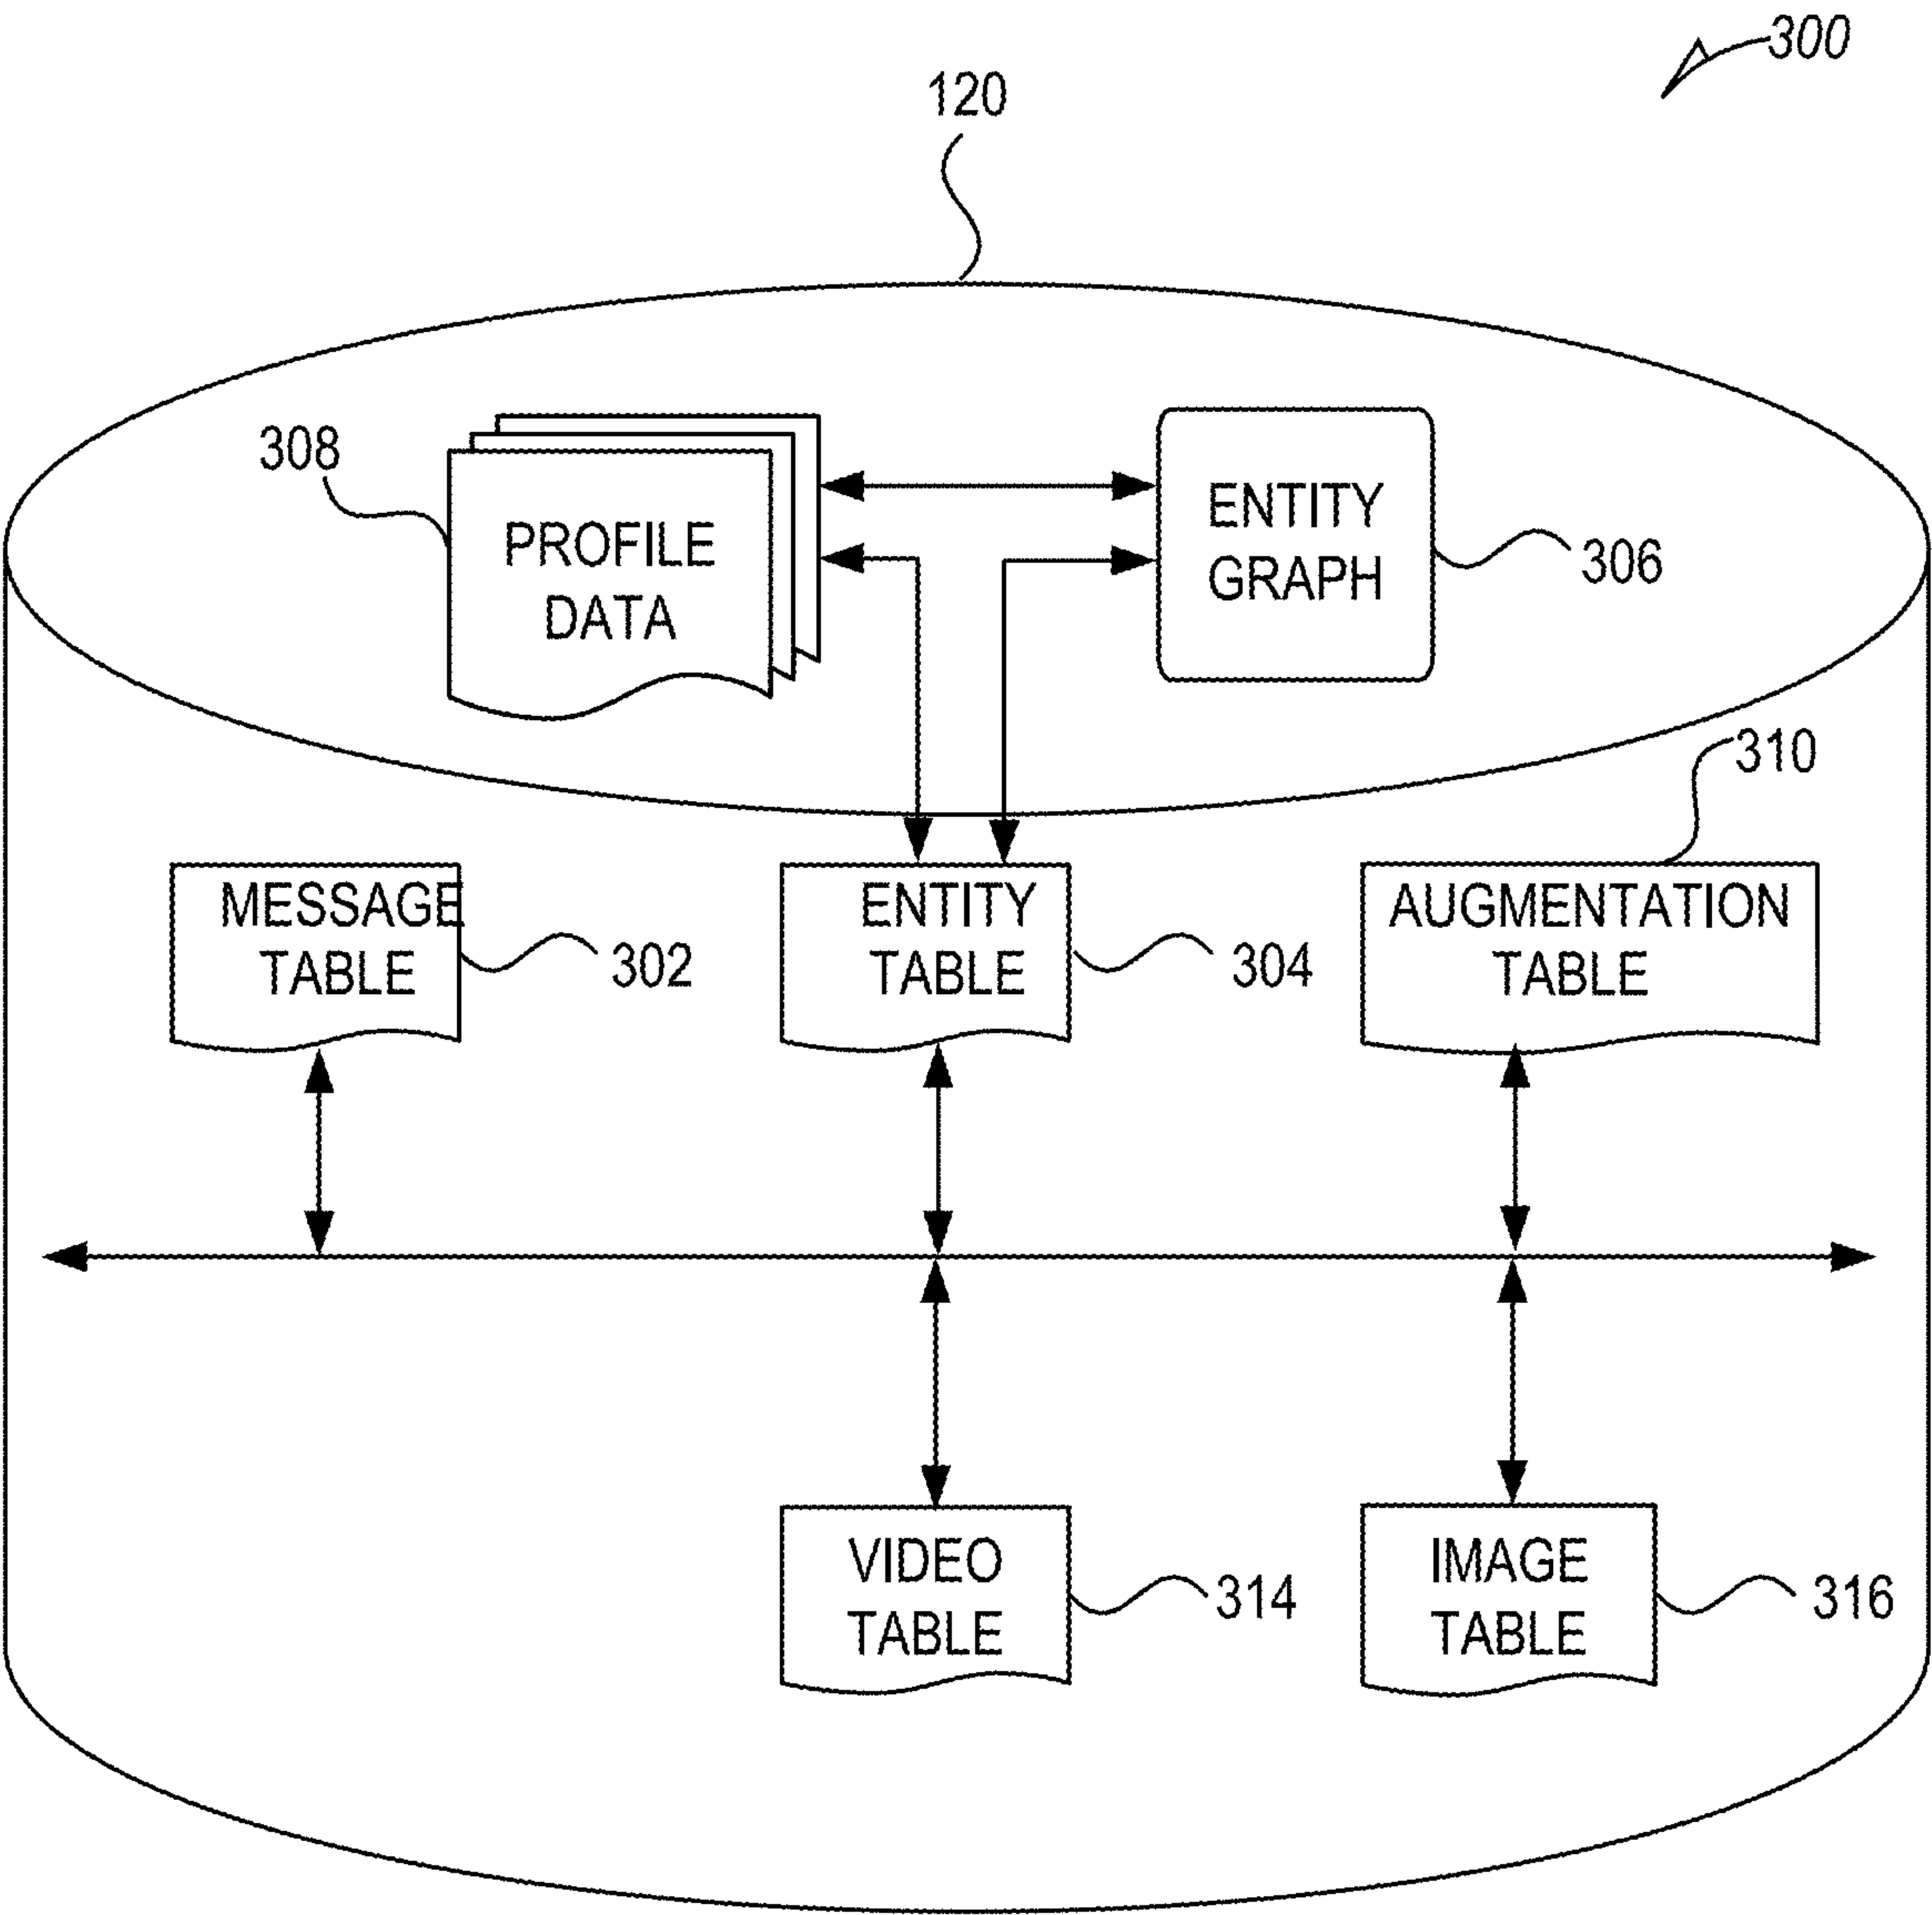 300
120
308
PROFILE
DATA
ENTITY
GRAPH
306
310
MESSAGE
TABLE
302
ENTITY
TABLE
304
AUGMENTATION
TABLE
VIDEO
TABLE
314
IMAGE
TABLE
316